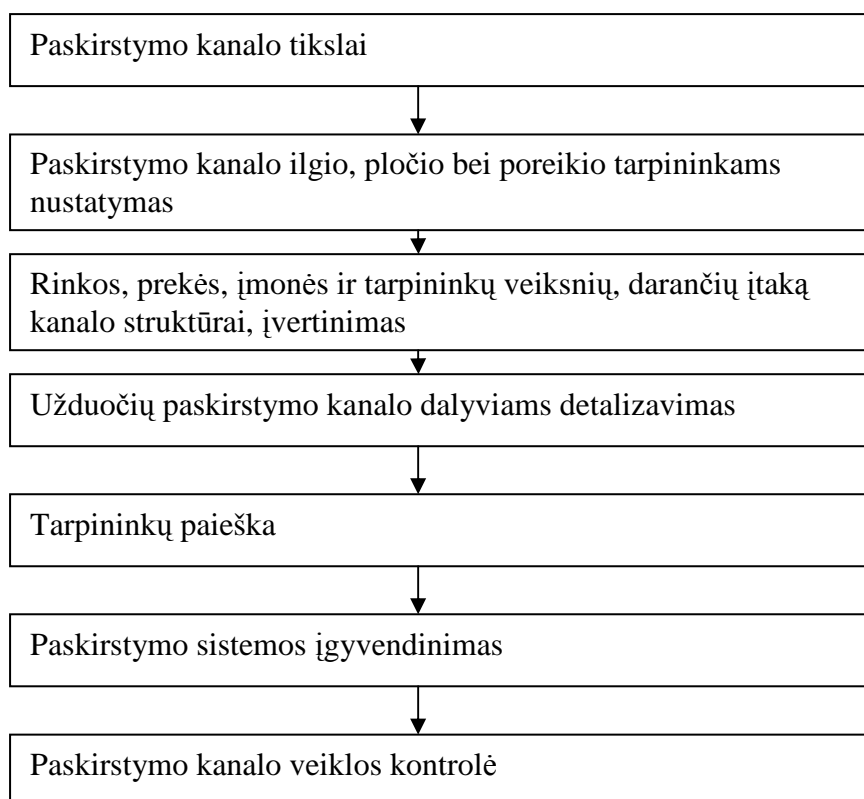 Paskirstymo kanalo tikslai
Paskirstymo kanalo ilgio, pločio bei poreikio tarpininkams
nustatymas
Rinkos, prekės, įmonės ir tarpininkų veiksnių, darančių įtaką
kanalo struktūrai, įvertinimas
Užduočių paskirstymo kanalo dalyviams detalizavimas
Tarpininkų paieška
Paskirstymo sistemos įgyvendinimas
Paskirstymo kanalo veiklos kontrolė